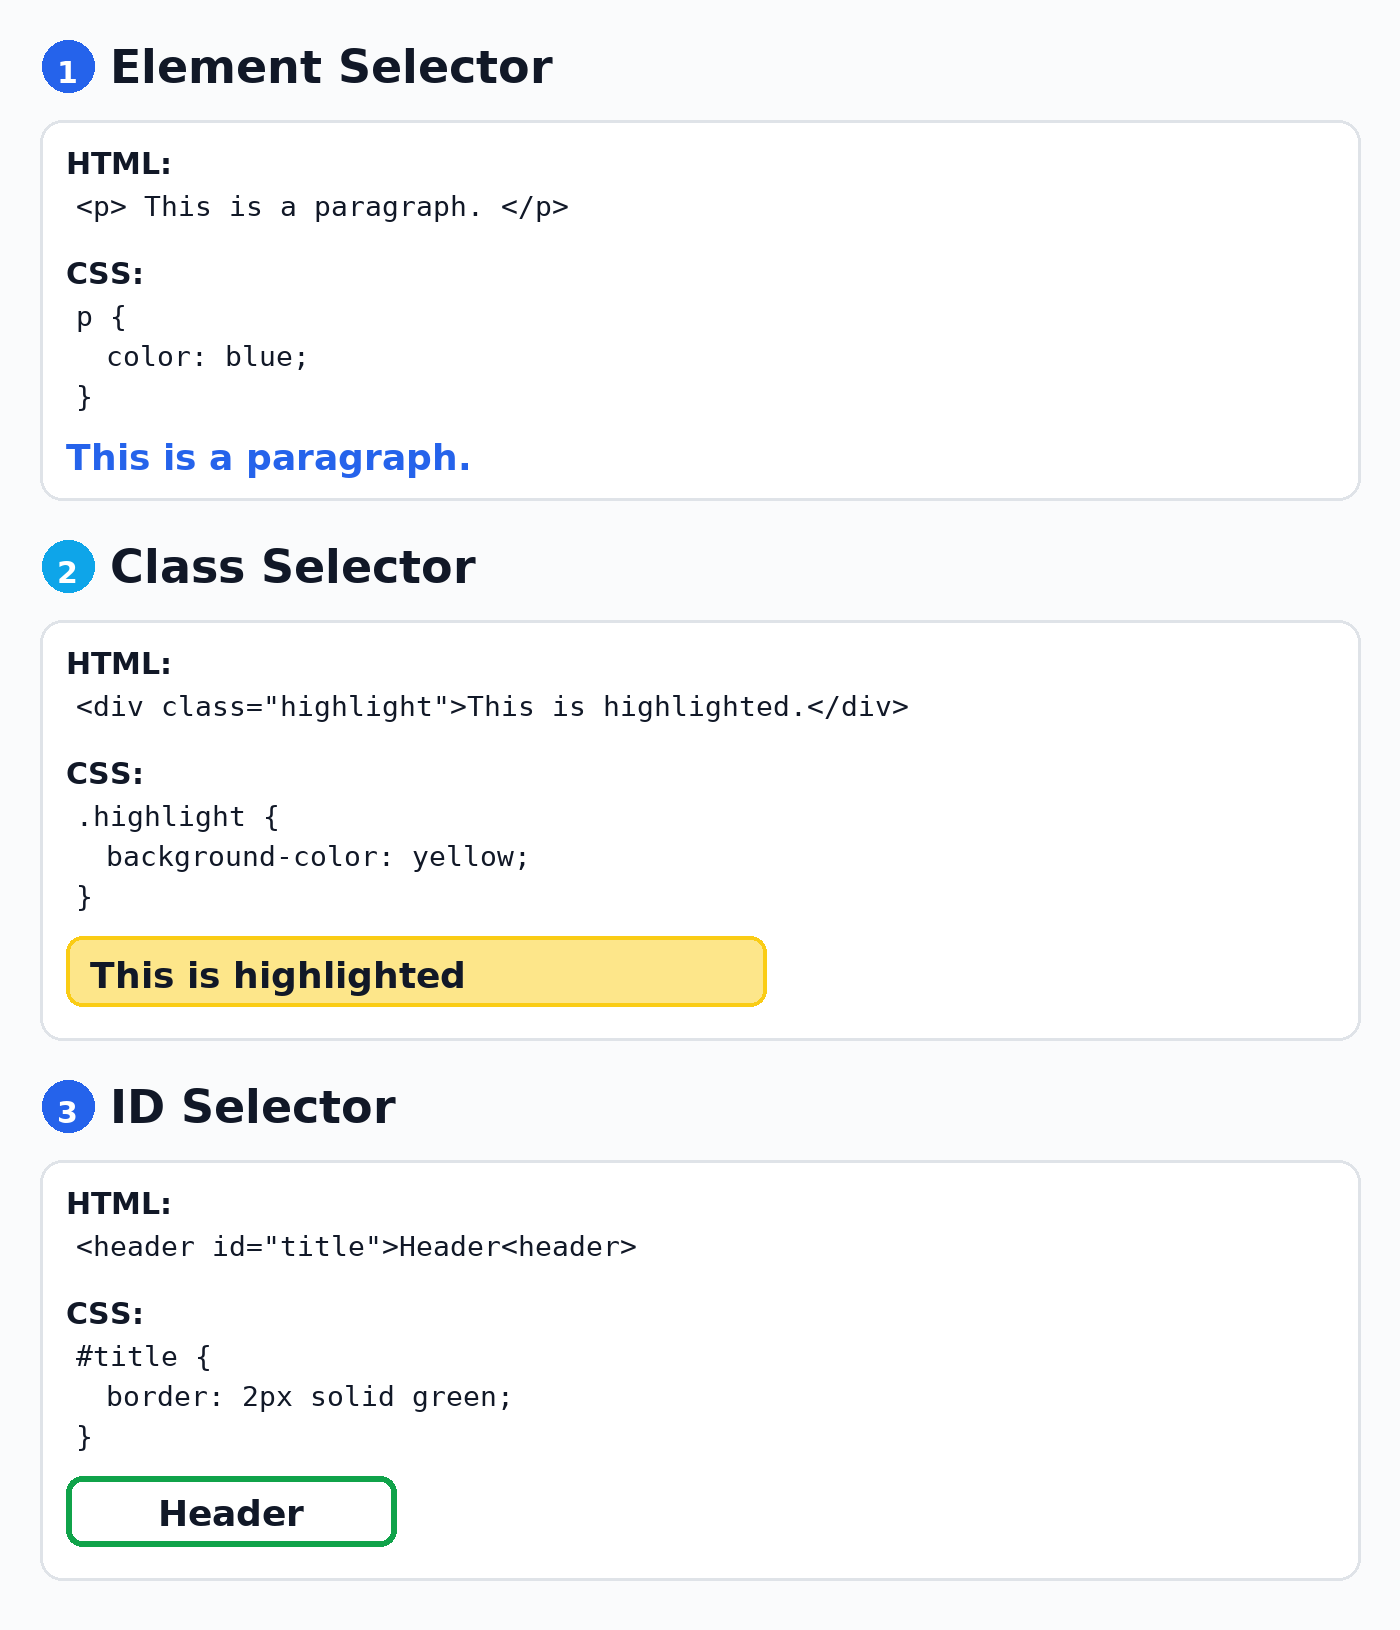 1 Element Selector
HTML:
<p> This is a paragraph. </p>
CSS:
p {
color: blue;
}
This is a paragraph.
2 Class Selector
HTML:
<div class="highlight">This is highlighted.</div>
CSS:
.highlight {
background-color: yellow;
}
This is highlighted
3 ID Selector
HTML:
<header id="title">Header<header>
CSS:
#title {
border: 2px solid green;
}
Header